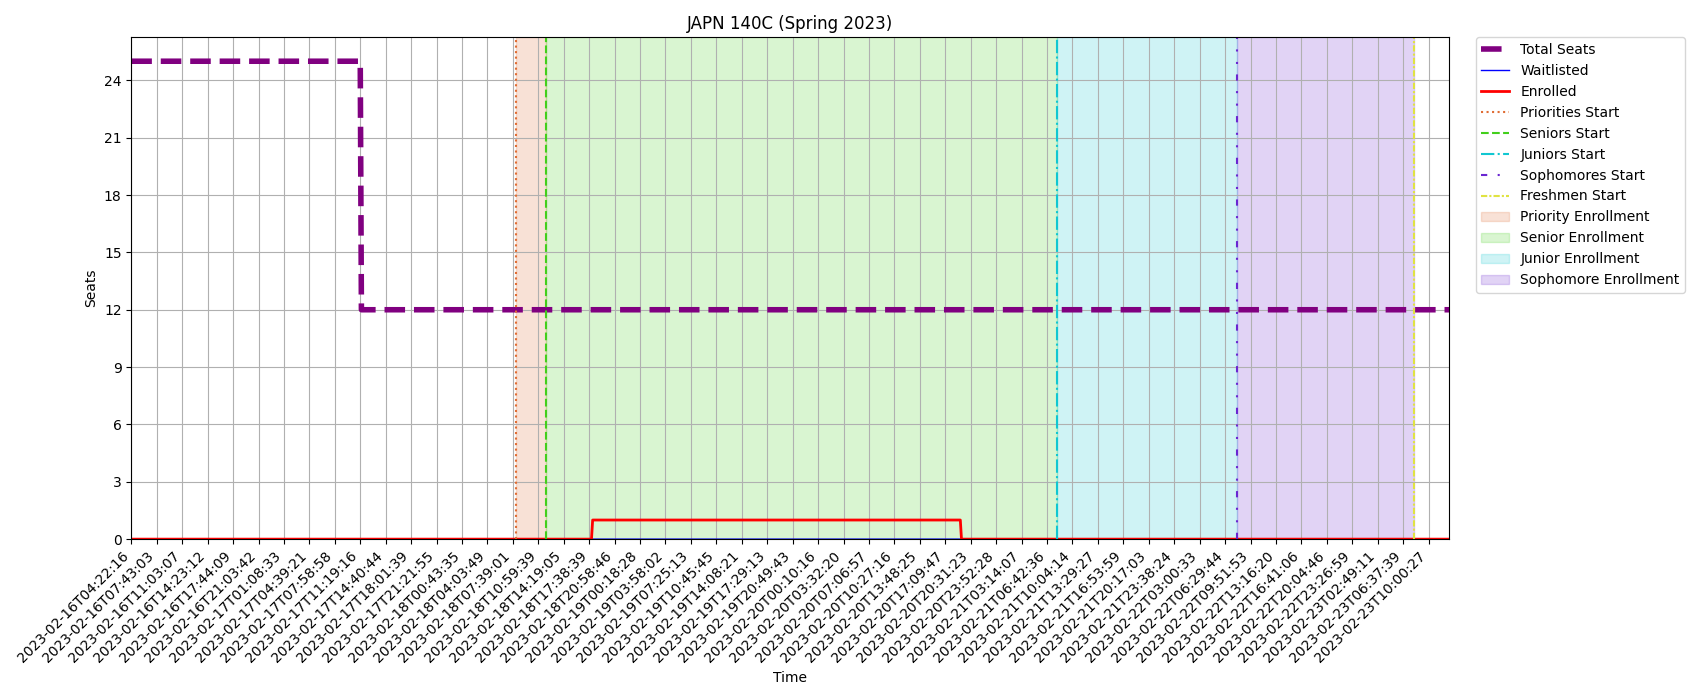 JAPN 140C (Spring 2023)
Total Seats
Waitlisted
Enrolled
Priorities Start
Seniors Start
Juniors Start
Sophomores Start
Freshmen Start
Priority Enrollment
Senior Enrollment
Junior Enrollment
Sophomore Enrollment
Seats
24
21
18
15
12
9
6
3
0
2023-02-16T04:22:16
2023-02-16T07:43:03
2023-02-16T11:03:07
2023-02-16T14:23:12
2023-02-16T17:44:09
2023-02-16T21:03:42
2023-02-17T01:08:33
2023-02-17T04:39:21
2023-02-17T07:58:58
2023-02-17T11:19:16
2023-02-17T14:40:44
2023-02-17T18:01:39
2023-02-17T21:21:55
2023-02-18T00:43:35
2023-02-18T04:03:49
2023-02-18T07:39:01
2023-02-18T10:59:39
2023-02-18T14:19:05
2023-02-18T17:38:39
2023-02-18T20:58:46
2023-02-19T00:18:28
2023-02-19T03:58:02
2023-02-19T07:25:13
2023-02-19T10:45:45
2023-02-19T14:08:21
2023-02-19T17:29:13
2023-02-19T20:49:43
2023-02-20T00:10:16
2023-02-20T03:32:20
2023-02-20T07:06:57
2023-02-20T10:27:16
2023-02-20T13:48:25
2023-02-20T17:09:47
2023-02-20T20:31:23
2023-02-20T23:52:28
2023-02-21T03:14:07
2023-02-21T06:42:36
2023-02-21T10:04:14
2023-02-21T13:29:27
2023-02-21T16:53:59
2023-02-21T20:17:03
2023-02-21T23:38:24
2023-02-22T03:00:33
2023-02-22T06:29:44
2023-02-22T09:51:53
2023-02-22T13:16:20
2023-02-22T16:41:06
2023-02-22T20:04:46
2023-02-22T23:26:59
2023-02-23T02:49:11
2023-02-23T06:37:39
2023-02-23T10:00:27
Time